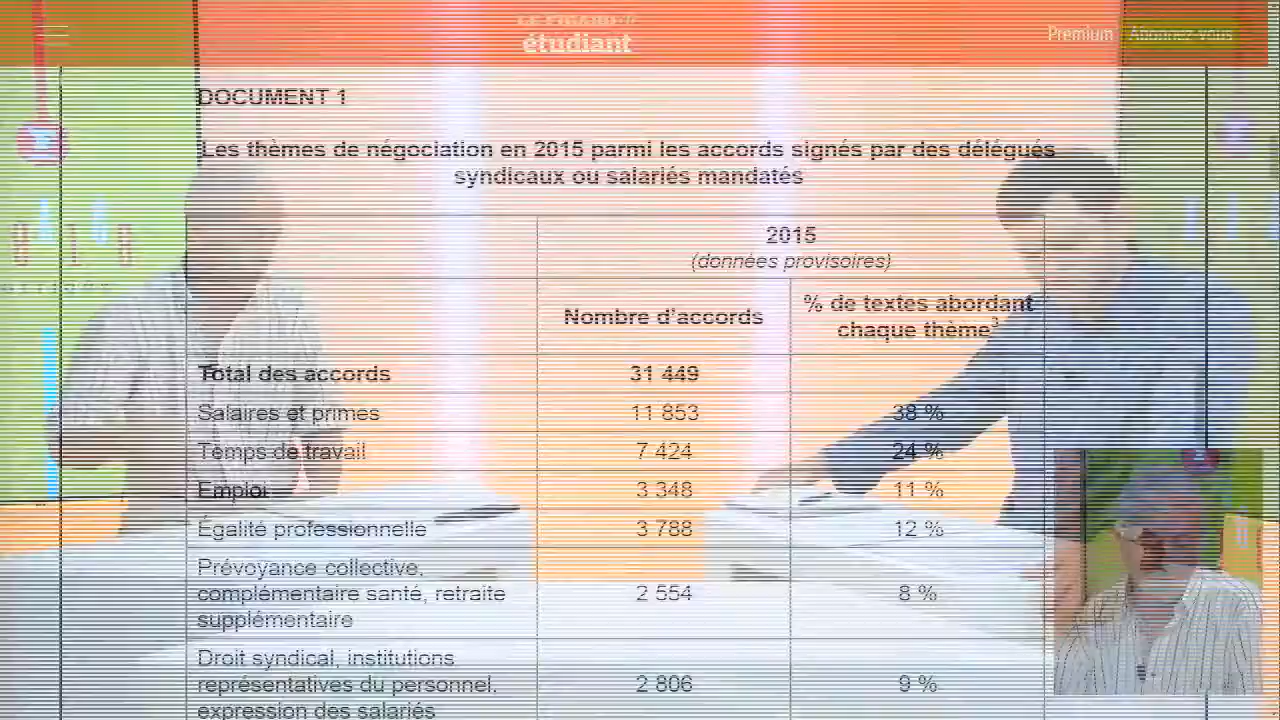 LE FIGARO.fr
étudiant
Premium
Abonnez-vous
DOCUMENT 1
Les thèmes de négociation en 2015 parmi les accords signés par des délégués
syndicaux ou salariés mandatés
2015
(données provisoires)
Nombre d'accords
% de textes abordant
chaque thème³
Total des accords 31 449
Salaires et primes 11 853 38 %
Temps de travail 7 424 24 %
Emploi 3 348 11 %
Égalité professionnelle 3 788 12 %
Prévoyance collective,
complémentaire santé, retraite 2 554 8 %
supplémentaire
Droit syndical, institutions
représentatives du personnel, 2 806 9 %
expression des salariés